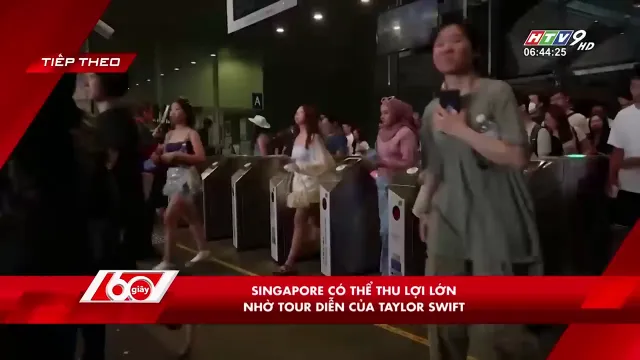 TIẾP THEO
HTV9 HD
06:44:25
A
60 giây
SINGAPORE CÓ THỂ THU LỢI LỚN
NHỜ TOUR DIỄN CỦA TAYLOR SWIFT